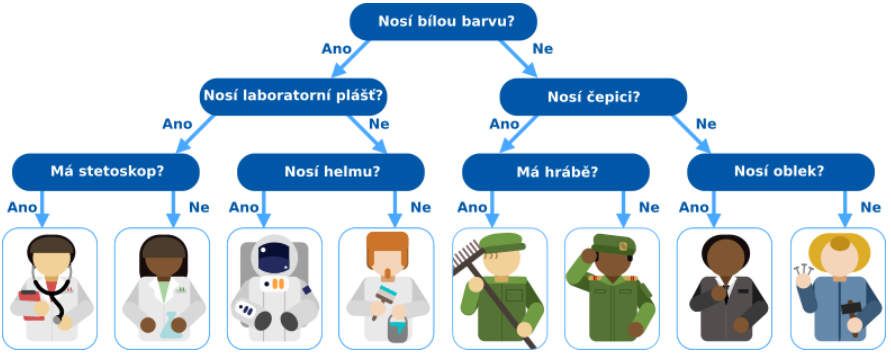 Nosí bílou barvu?
Ano
Ne
Nosí laboratorní plášť?
Nosí čepici?
Ano
Ne
Ano
Ne
Má stetoskop?
Nosí helmu?
Má hrábě?
Nosí oblek?
Ano
Ne
Ano
Ne
Ano
Ne
Ano
Ne